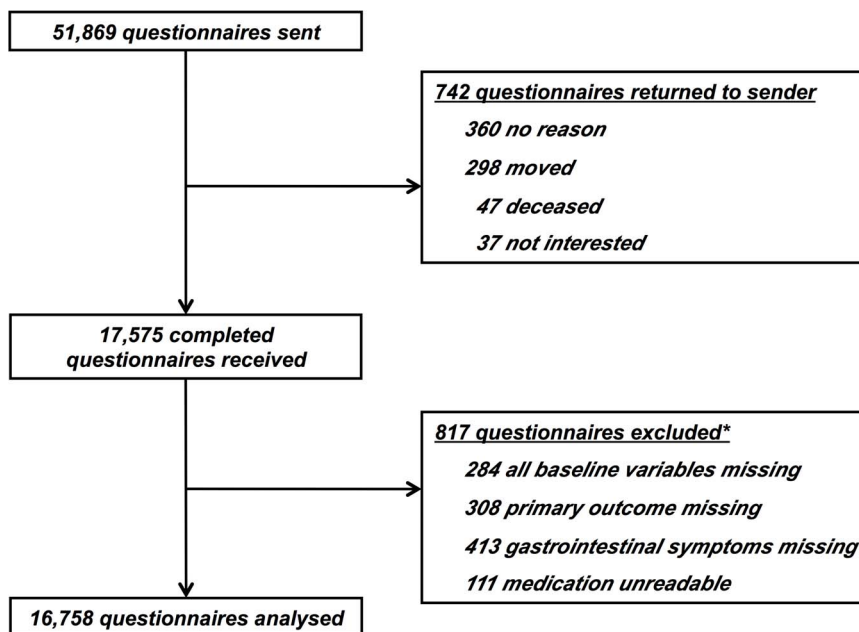 51,869 questionnaires sent
742 questionnaires returned to sender
360 no reason
298 moved
47 deceased
37 not interested
17,575 completed
questionnaires received
817 questionnaires excluded*
284 all baseline variables missing
308 primary outcome missing
413 gastrointestinal symptoms missing
111 medication unreadable
16,758 questionnaires analysed